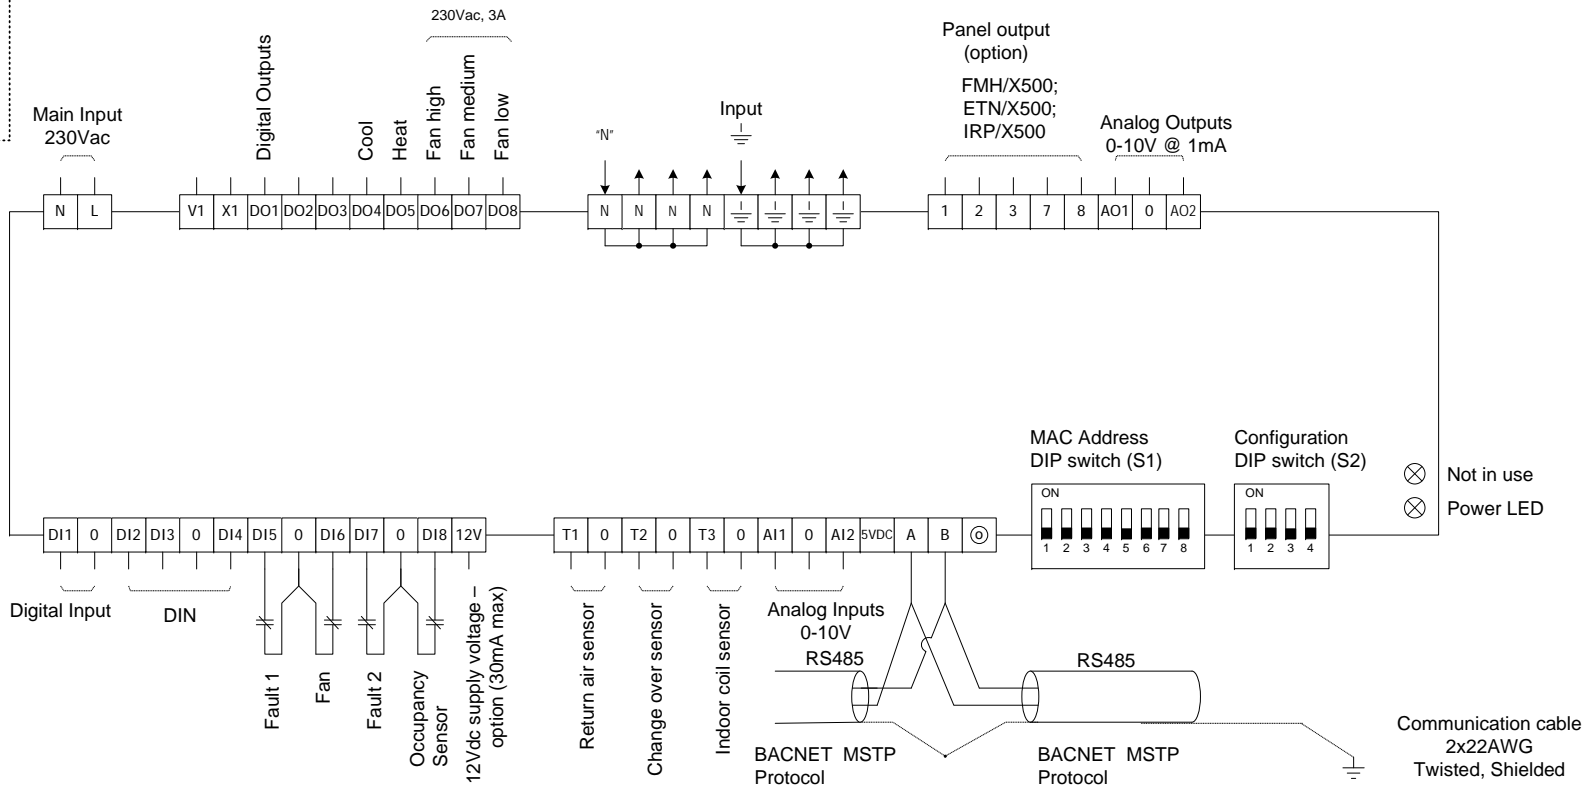 230Vac, 3A
Main Input
230Vac
Digital Outputs
Cool
Heat
Fan high
Fan medium
Fan low
"N"
Input
Panel output
(option)
FMH/X500;
ETN/X500;
IRP/X500
Analog Outputs
0-10V @ 1mA
N L
V1 X1 DO1 DO2 DO3 DO4 DO5 DO6 DO7 DO8
N N N N
1 2 3 7 8 AO1 0 AO2
MAC Address
DIP switch (S1)
ON
1 2 3 4 5 6 7 8
Configuration
DIP switch (S2)
ON
1 2 3 4
Not in use
Power LED
DI1 0 DI2 DI3 0 DI4 DI5 0 DI6 DI7 0 DI8 12V
T1 0 T2 0 T3 0 AI1 0 AI2 5VDC A B
Digital Input
DIN
Fault 1
Fan
Fault 2
Occupancy
Sensor
12Vdc supply voltage –
option (30mA max)
Return air sensor
Change over sensor
Indoor coil sensor
Analog Inputs
0-10V
RS485
RS485
BACNET MSTP
Protocol
BACNET MSTP
Protocol
Communication cable
2x22AWG
Twisted, Shielded